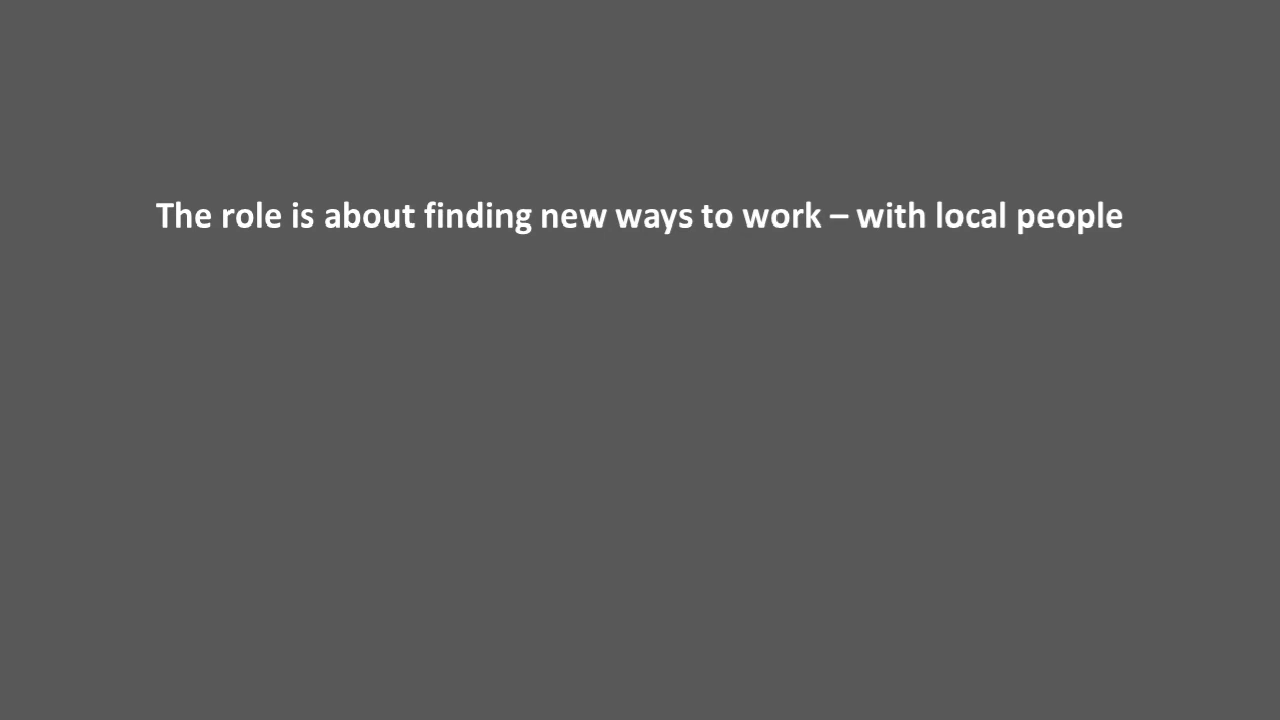 The role is about finding new ways to work – with local people